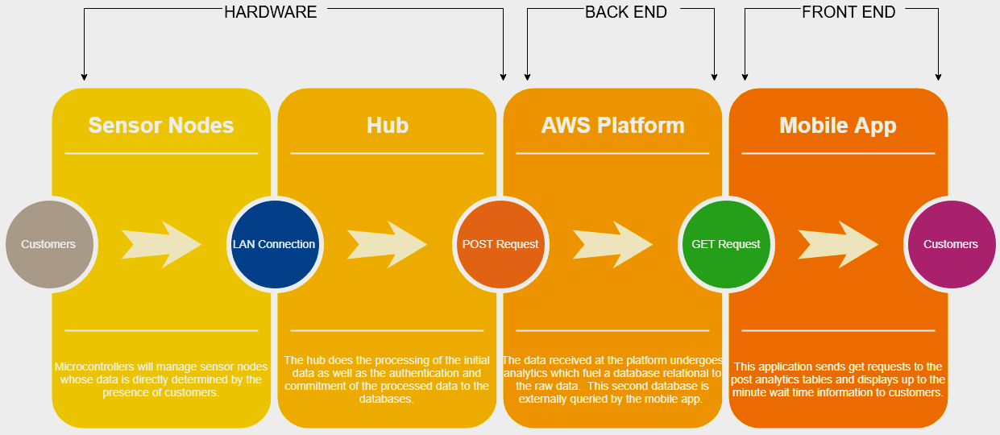 HARDWARE
BACK END
FRONT END
Sensor Nodes
Hub
AWS Platform
Mobile App
Customers
LAN Connection
POST Request
GET Request
Customers
Microcontrollers will manage sensor nodes
whose data is directly determined by the
presence of customers.
The hub does the processing of the initial
data as well as the authentication and
commitment of the processed data to the
databases.
The data received at the platform undergoes
analytics which fuel a database relational to
the raw data.  This second database is
externally queried by the mobile app.
This application sends get requests to the
post analytics tables and displays up to the
minute wait time information to customers.